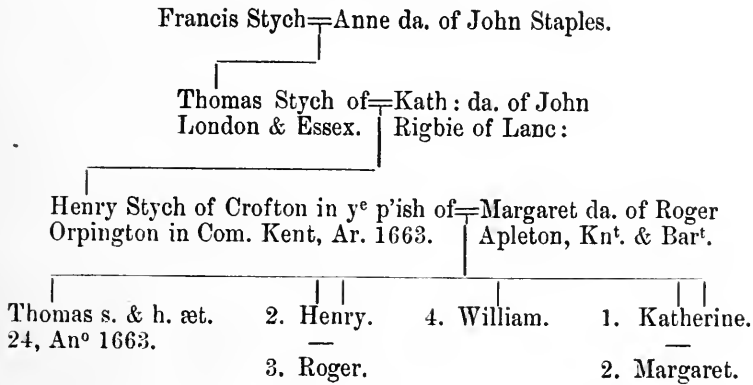 Francis Stych=Anne da. of John Staples.
Thomas Stych of=Kath : da. of John
London & Essex. Rigbie of Lanc :
Henry Stych of Crofton in yᵉ p'ish of=Margaret da. of Roger
Orpington in Com. Kent, Ar. 1663. Apleton, Knᵗ. & Barᵗ.
Thomas s. & h. æt. 2. Henry. 4. William. 1. Katherine.
24, Anº 1663.
3. Roger. 2. Margaret.